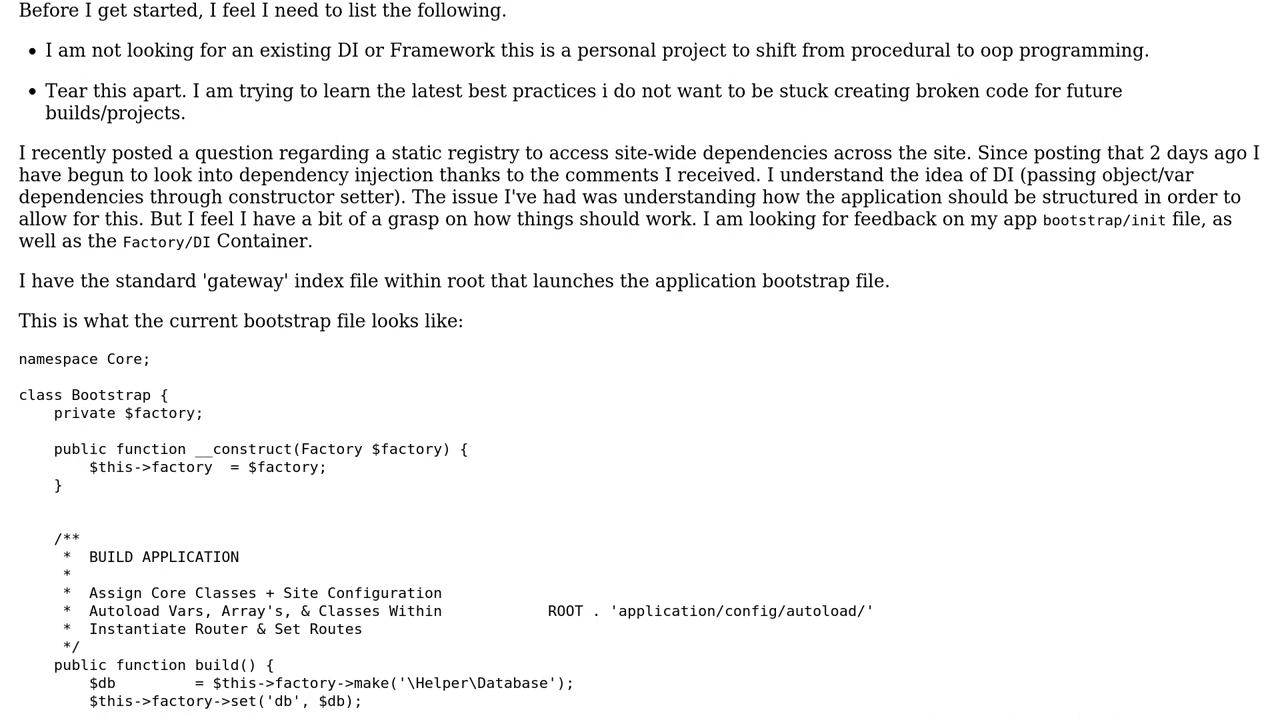 Before I get started, I feel I need to list the following.
• I am not looking for an existing DI or Framework this is a personal project to shift from procedural to oop programming.
• Tear this apart. I am trying to learn the latest best practices i do not want to be stuck creating broken code for future
builds/projects.
I recently posted a question regarding a static registry to access site-wide dependencies across the site. Since posting that 2 days ago I
have begun to look into dependency injection thanks to the comments I received. I understand the idea of DI (passing object/var
dependencies through constructor setter). The issue I've had was understanding how the application should be structured in order to
allow for this. But I feel I have a bit of a grasp on how things should work. I am looking for feedback on my app bootstrap/init file, as
well as the Factory/DI Container.
I have the standard 'gateway' index file within root that launches the application bootstrap file.
This is what the current bootstrap file looks like:
namespace Core;
class Bootstrap {
    private $factory;
    public function __construct(Factory $factory) {
        $this->factory  = $factory;
    }
    /**
     *  BUILD APPLICATION
     *
     *  Assign Core Classes + Site Configuration
     *  Autoload Vars, Array's, & Classes Within            ROOT . 'application/config/autoload/'
     *  Instantiate Router & Set Routes
     */
    public function build() {
        $db         = $this->factory->make('\Helper\Database');
        $this->factory->set('db', $db);